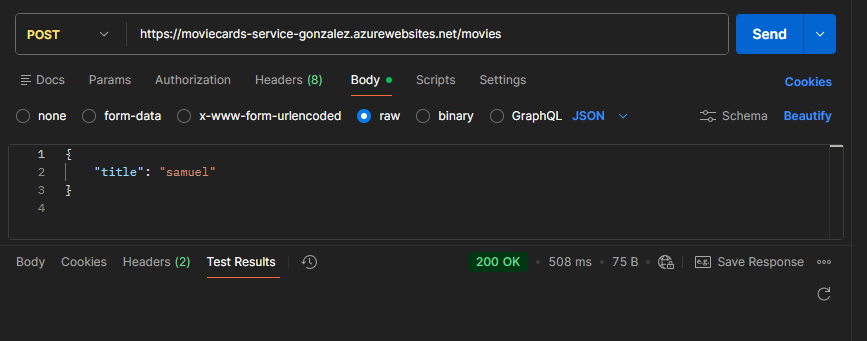 POST https://moviecards-service-gonzalez.azurewebsites.net/movies Send
Docs Params Authorization Headers (8) Body Scripts Settings Cookies
none form-data x-www-form-urlencoded raw binary GraphQL JSON Schema Beautify
1 {
2 "title": "samuel"
3 }
4
Body Cookies Headers (2) Test Results 200 OK • 508 ms • 75 B • e.g. Save Response